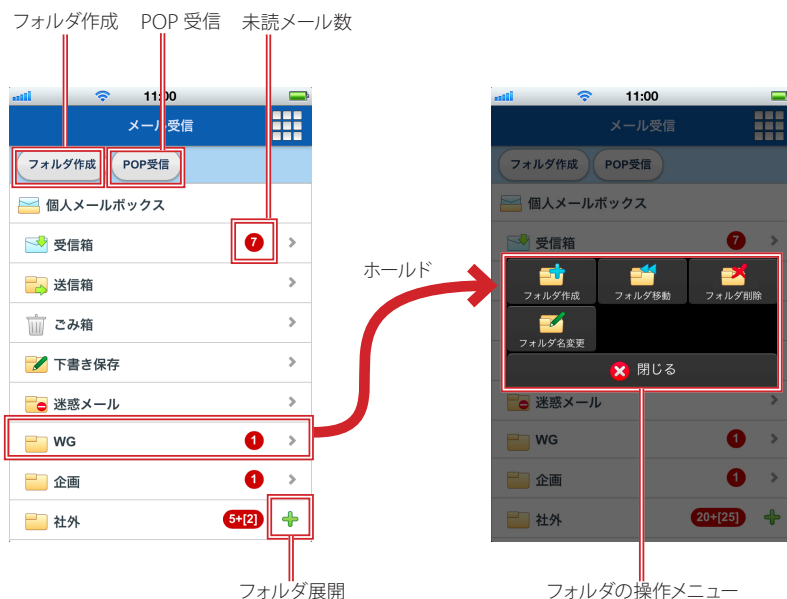 フォルダ作成 POP 受信 未読メール数
11:00
メール受信
フォルダ作成 POP受信
個人メールボックス
受信箱 7
送信箱
ごみ箱
下書き保存
迷惑メール
WG 1
企画 1
社外 5+[2]
フォルダ展開
ホールド
11:00
メール受信
フォルダ作成 POP受信
個人メールボックス
受信箱 7
フォルダ作成 フォルダ移動 フォルダ削除
フォルダ名変更
閉じる
迷惑メール
WG 1
企画 1
社外 20+[25]
フォルダの操作メニュー